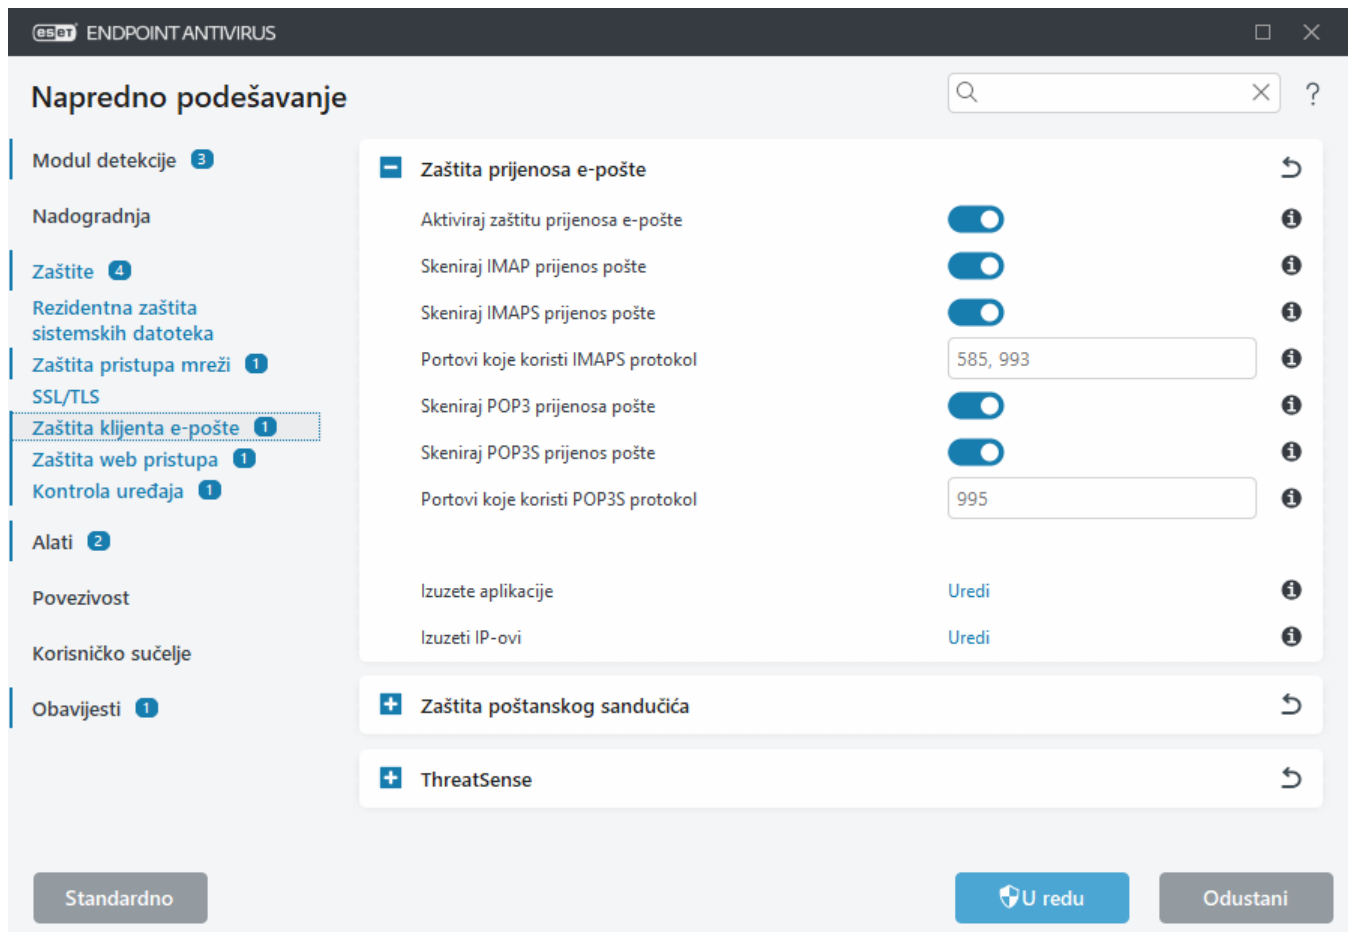 eset ENDPOINT ANTIVIRUS
Napredno podešavanje
?
Modul detekcije 3
Nadogradnja
Zaštite 4
Rezidentna zaštita
sistemskih datoteka
Zaštita pristupa mreži 1
SSL/TLS
Zaštita klijenta e-pošte 1
Zaštita web pristupa 1
Kontrola uređaja 1
Alati 2
Povezivost
Korisničko sučelje
Obavijesti 1
Zaštita prijenosa e-pošte
Aktiviraj zaštitu prijenosa e-pošte
Skeniraj IMAP prijenos pošte
Skeniraj IMAPS prijenos pošte
Portovi koje koristi IMAPS protokol 585, 993
Skeniraj POP3 prijenosa pošte
Skeniraj POP3S prijenos pošte
Portovi koje koristi POP3S protokol 995
Izuzete aplikacije Uredi
Izuzeti IP-ovi Uredi
Zaštita poštanskog sandučića
ThreatSense
Standardno
U redu
Odustani